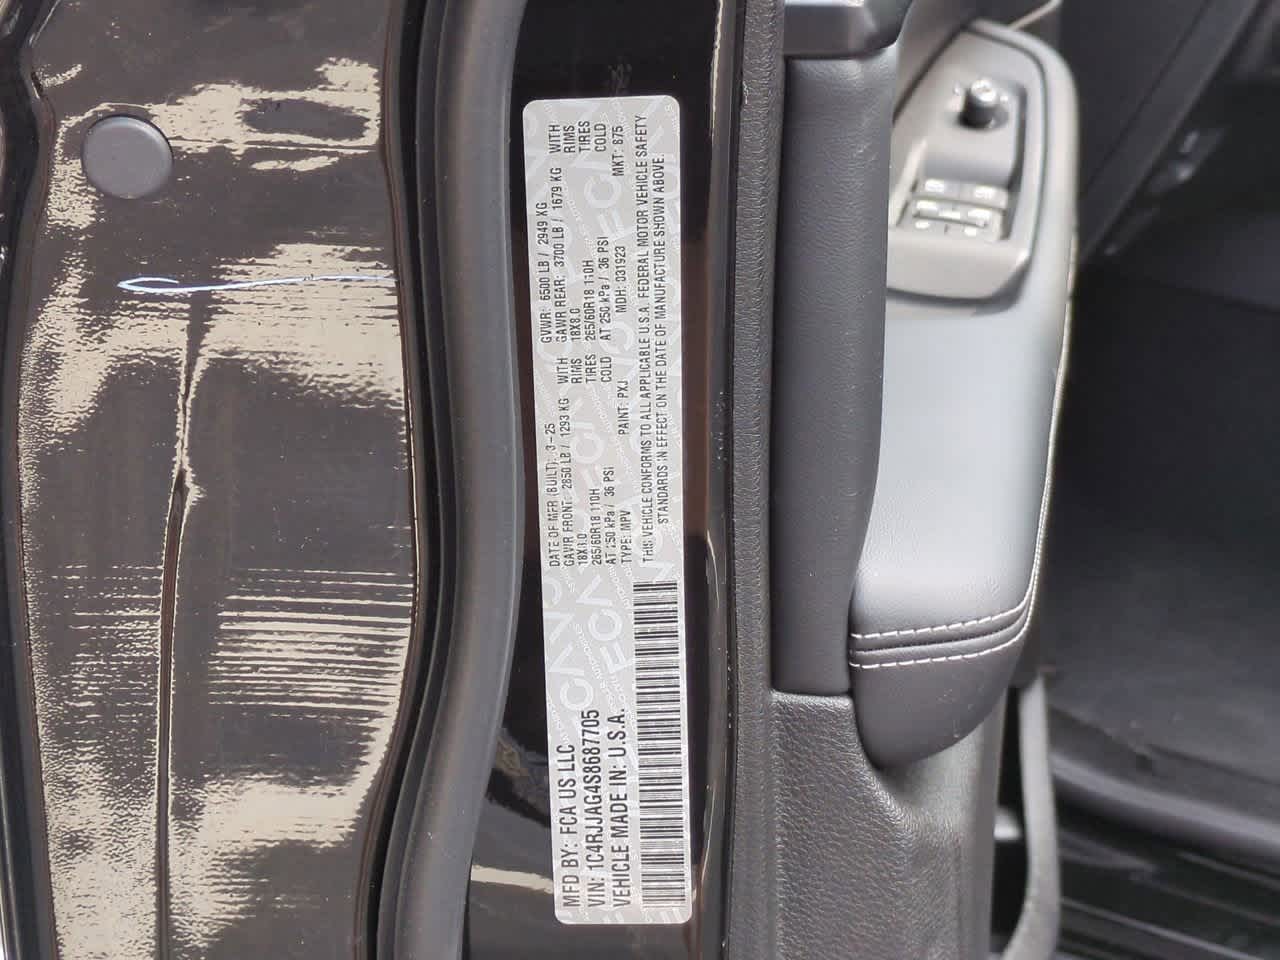 MFD BY: FCA US LLC
DATE OF MFR (BUILT): 3-25
GVWR: 6500 LB / 2949 KG
VIN: 1C4RJJAG4S8687705
GAWR FRONT: 2850 LB / 1293 KG WITH
GAWR REAR: 3700 LB / 1679 KG WITH
18X8.0 RIMS
18X8.0 RIMS
265/60R18 110H TIRES
265/60R18 110H TIRES
AT 250 kPa / 36 PSI COLD
AT 250 kPa / 36 PSI COLD
VEHICLE MADE IN: U.S.A.
TYPE: MPV PAINT: PXJ MDH: 031923 MKT: 875
THIS VEHICLE CONFORMS TO ALL APPLICABLE U.S.A. FEDERAL MOTOR VEHICLE SAFETY
STANDARDS IN EFFECT ON THE DATE OF MANUFACTURE SHOWN ABOVE.